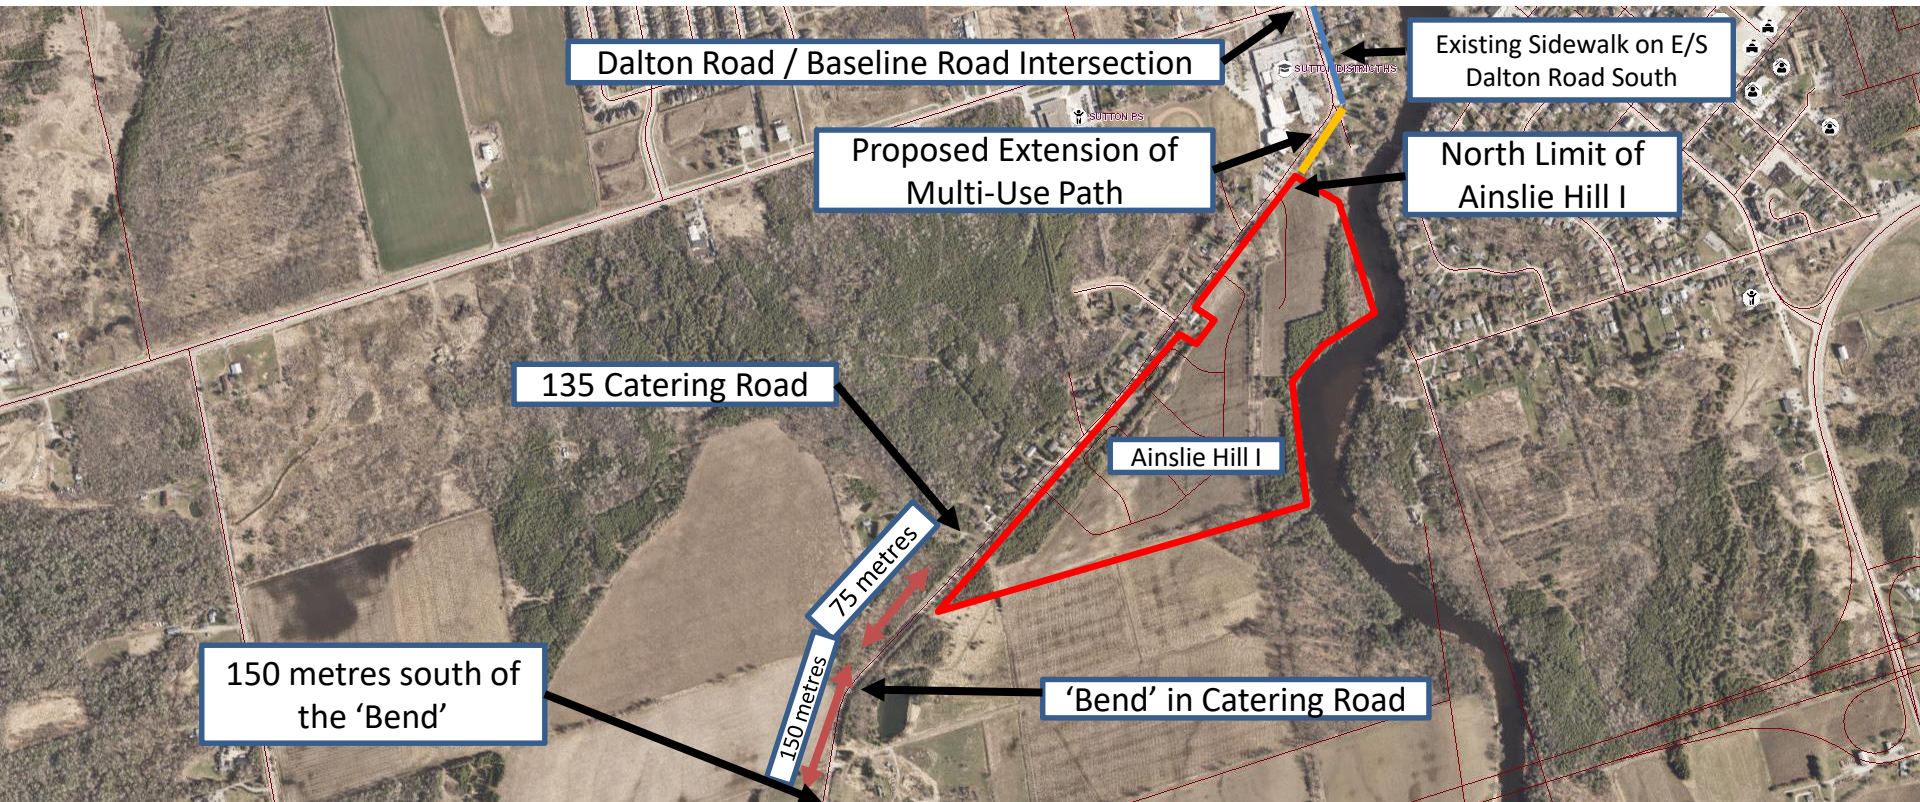 Dalton Road / Baseline Road Intersection
Existing Sidewalk on E/S
Dalton Road South
SUTTON DISTRICT HS
SUTTON PS
Proposed Extension of
Multi-Use Path
North Limit of
Ainslie Hill I
135 Catering Road
Ainslie Hill I
75 metres
150 metres
150 metres south of
the ‘Bend’
‘Bend’ in Catering Road